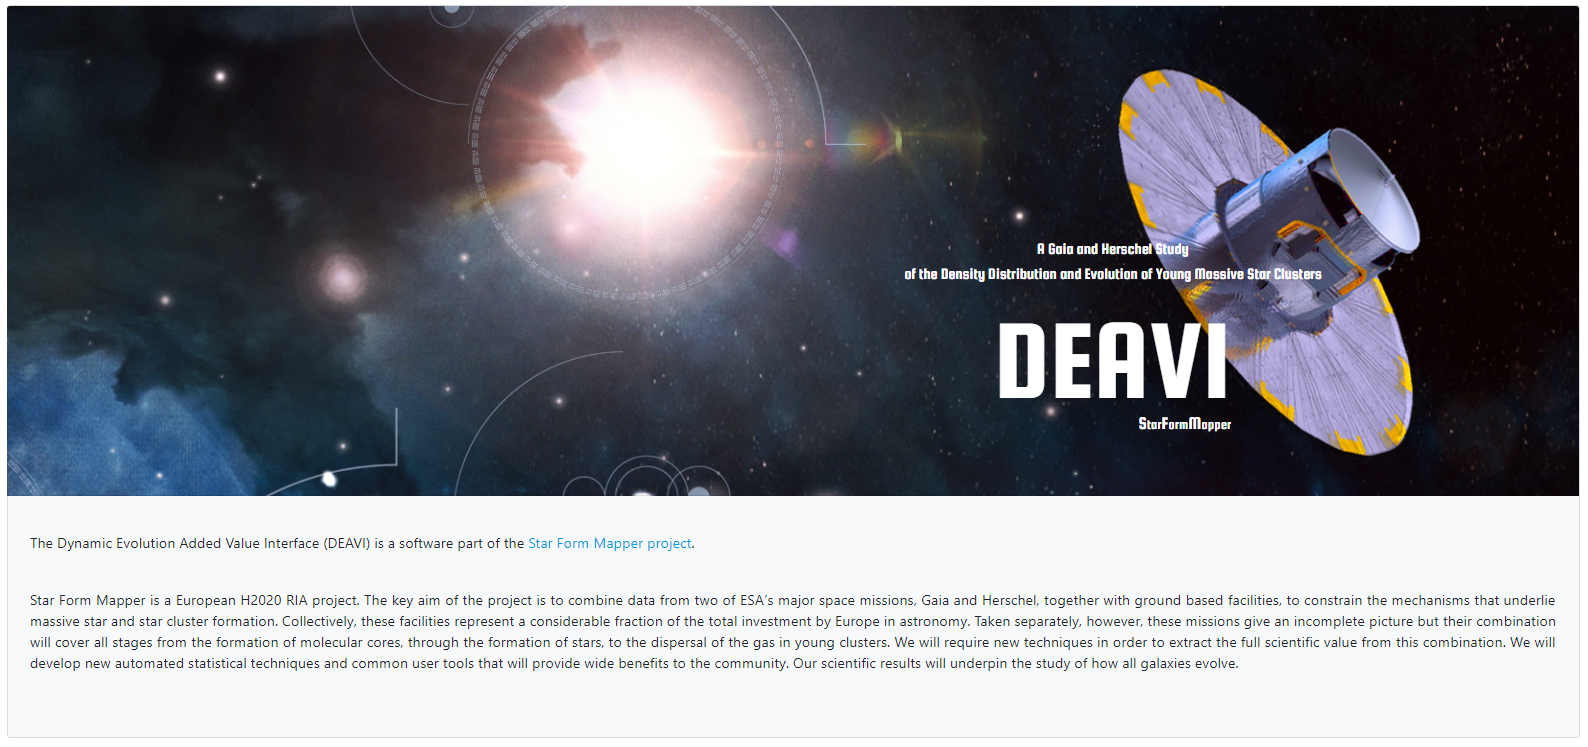 A Gaia and Herschel Study
of the Density Distribution and Evolution of Young Massive Star Clusters
DEAVI
StarFormMapper
The Dynamic Evolution Added Value Interface (DEAVI) is a software part of the Star Form Mapper project.
Star Form Mapper is a European H2020 RIA project. The key aim of the project is to combine data from two of ESA's major space missions, Gaia and Herschel, together with ground based facilities, to constrain the mechanisms that underlie
massive star and star cluster formation. Collectively, these facilities represent a considerable fraction of the total investment by Europe in astronomy. Taken separately, however, these missions give an incomplete picture but their combination
will cover all stages from the formation of molecular cores, through the formation of stars, to the dispersal of the gas in young clusters. We will require new techniques in order to extract the full scientific value from this combination. We will
develop new automated statistical techniques and common user tools that will provide wide benefits to the community. Our scientific results will underpin the study of how all galaxies evolve.